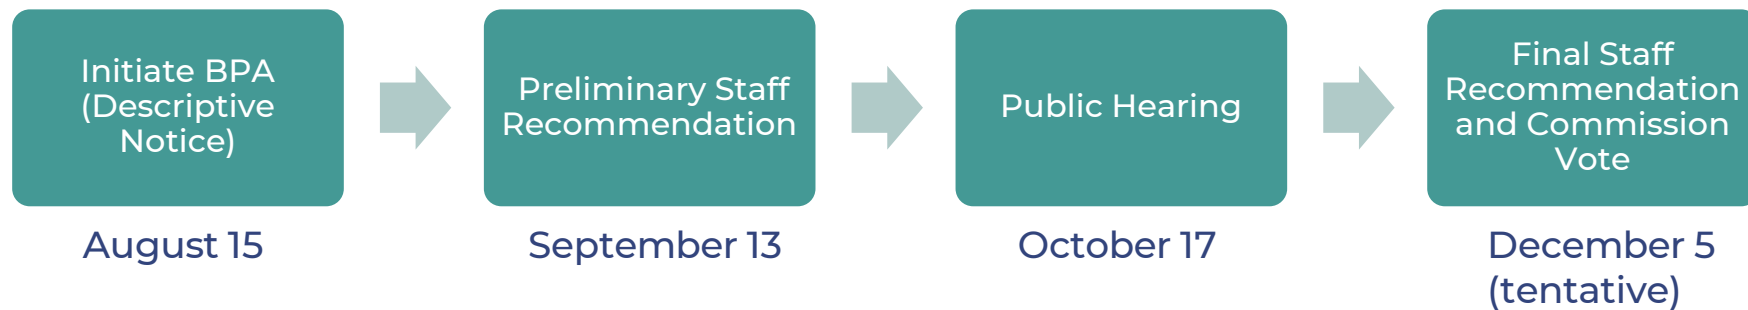 Initiate BPA
(Descriptive
Notice)
August 15
Preliminary Staff
Recommendation
September 13
Public Hearing
October 17
Final Staff
Recommendation
and Commission
Vote
December 5
(tentative)